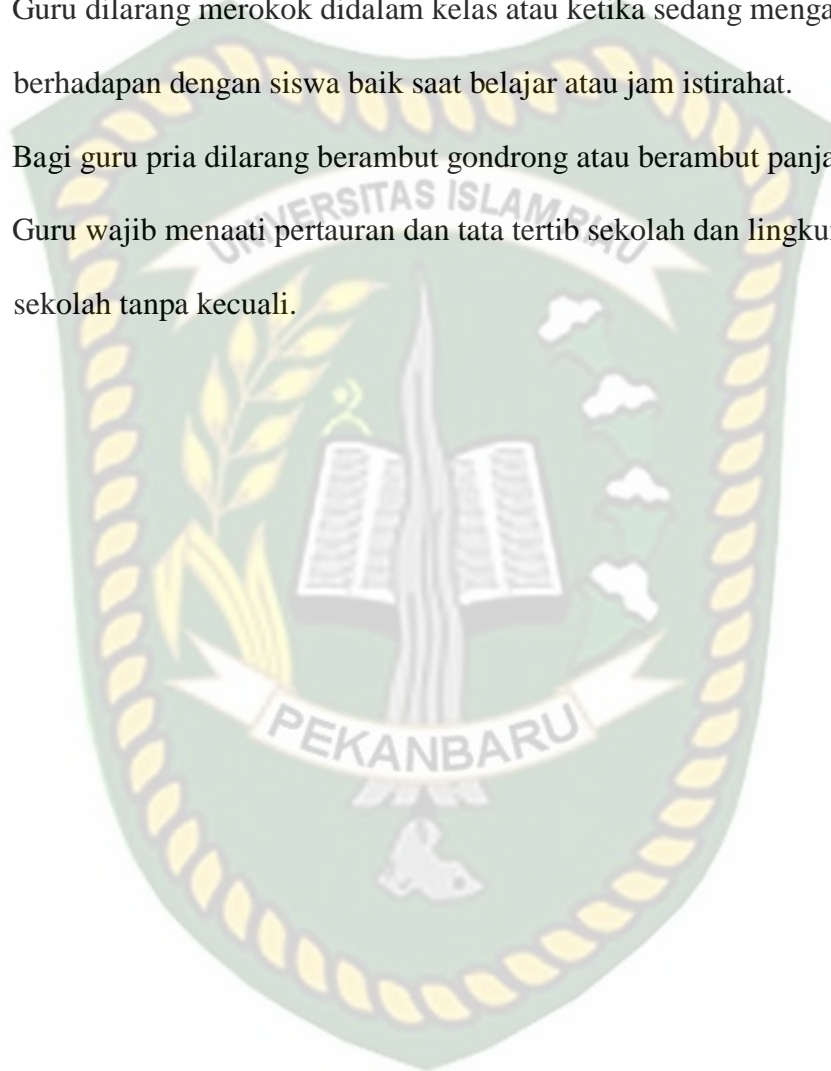 Guru dilarang merokok didalam kelas atau ketika sedang
berhadapan dengan siswa baik saat belajar atau jam istirahat.
Bagi guru pria dilarang berambut gondrong atau berambut
UNIVERSITAS ISLAM RIAU
Guru wajib menaati pertauran dan tata tertib sekolah dan
sekolah tanpa kecuali.
PEKANBARU